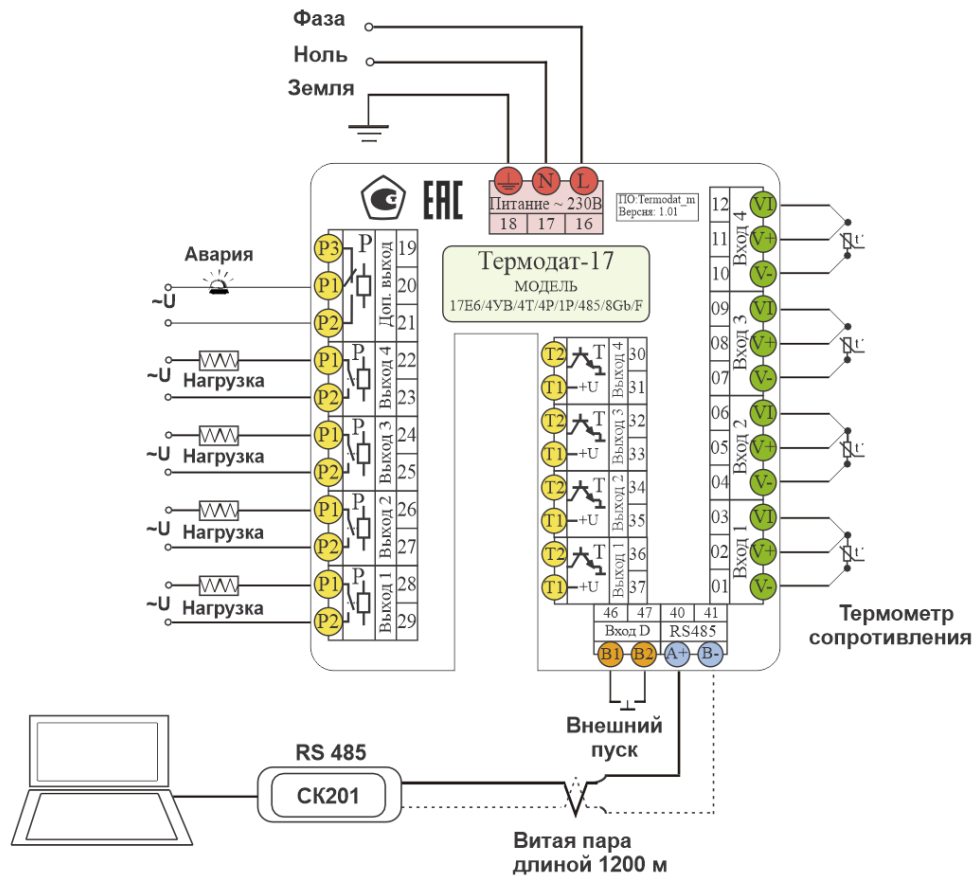 Фаза
Ноль
Земля
N
L
Питание ~ 230В
18
17
16
ПО:Termodat_m
Версия: 1.01
ЕАС
Термодат-17
МОДЕЛЬ
17Е6/4УВ/4Т/4Р/1Р/485/8Gb/F
Авария
~U
P3
P1
P2
P
Доп. выход
19
20
21
~U
Нагрузка
P1
P2
P
Выход 4
22
23
~U
Нагрузка
P1
P2
P
Выход 3
24
25
~U
Нагрузка
P1
P2
P
Выход 2
26
27
~U
Нагрузка
P1
P2
P
Выход 1
28
29
T2
T1
T
+U
Выход 4
30
31
T2
T1
T
+U
Выход 3
32
33
T2
T1
T
+U
Выход 2
34
35
T2
T1
T
+U
Выход 1
36
37
12
11
10
Вход 4
VI
V+
V-
t˚
09
08
07
Вход 3
VI
V+
V-
t˚
06
05
04
Вход 2
VI
V+
V-
t˚
03
02
01
Вход 1
VI
V+
V-
t˚
Термометр
сопротивления
46
47
40
41
Вход D
RS485
B1
B2
A+
B-
Внешний
пуск
RS 485
СК201
Витая пара
длиной 1200 м